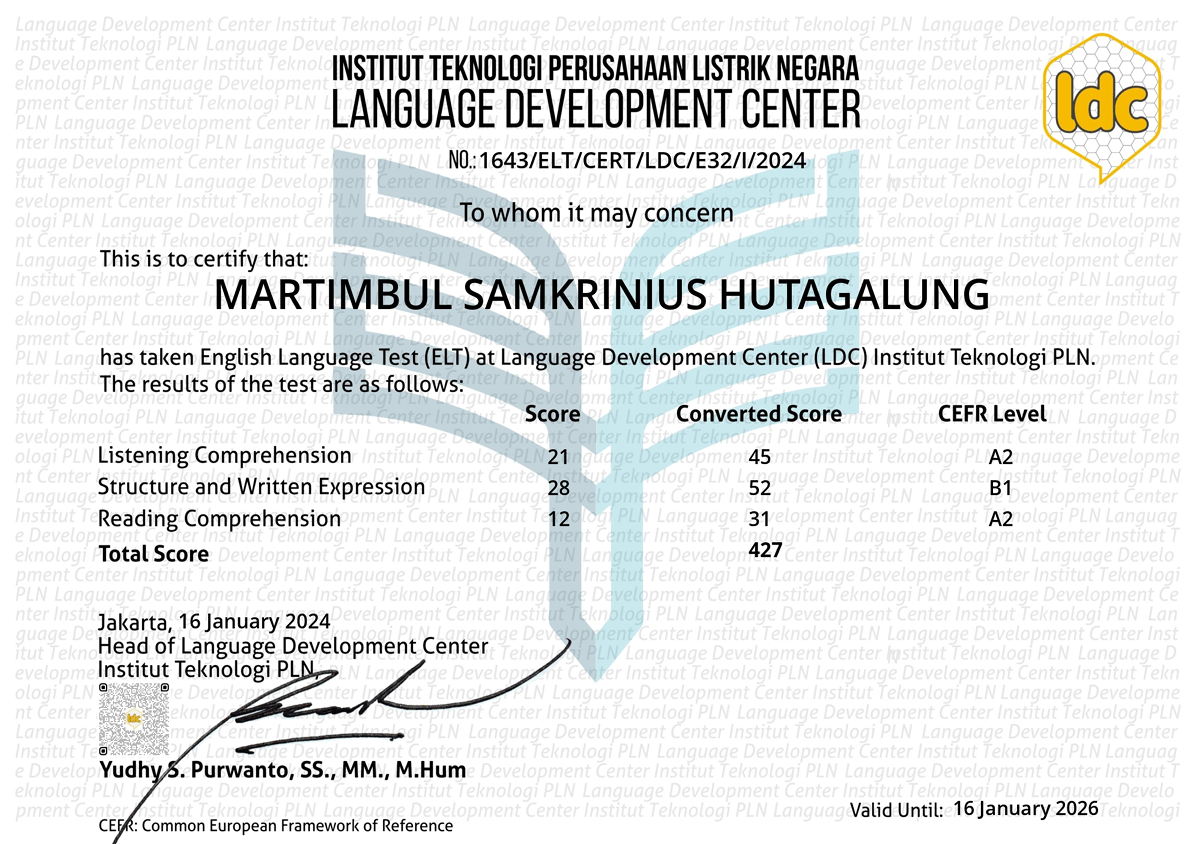 INSTITUT TEKNOLOGI PERUSAHAAN LISTRIK NEGARA
LANGUAGE DEVELOPMENT CENTER
ldc
NO.: 1643/ELT/CERT/LDC/E32/I/2024
To whom it may concern
This is to certify that:
MARTIMBUL SAMKRINIUS HUTAGALUNG
has taken English Language Test (ELT) at Language Development Center (LDC) Institut Teknologi PLN.
The results of the test are as follows:
Score Converted Score CEFR Level
Listening Comprehension 21 45 A2
Structure and Written Expression 28 52 B1
Reading Comprehension 12 31 A2
Total Score 427
Jakarta, 16 January 2024
Head of Language Development Center
Institut Teknologi PLN,
ldc
Yudhy S. Purwanto, SS., MM., M.Hum
Valid Until: 16 January 2026
CEFR: Common European Framework of Reference